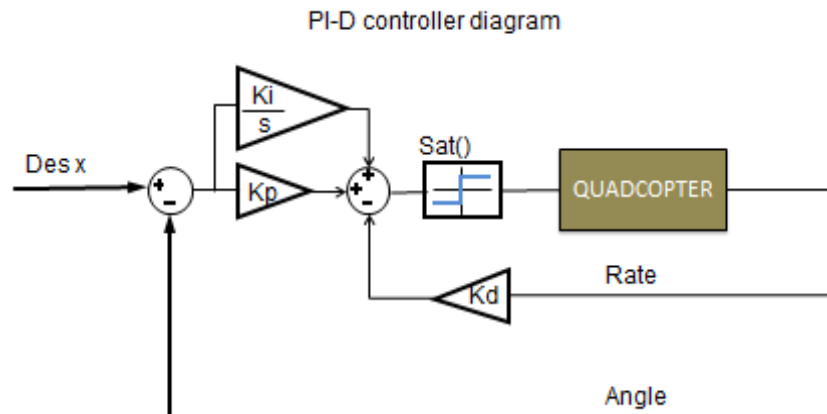 PI-D controller diagram
Ki
s
Sat()
Des x
+
-
Kp
+
+
-
QUADCOPTER
Kd
Rate
Angle